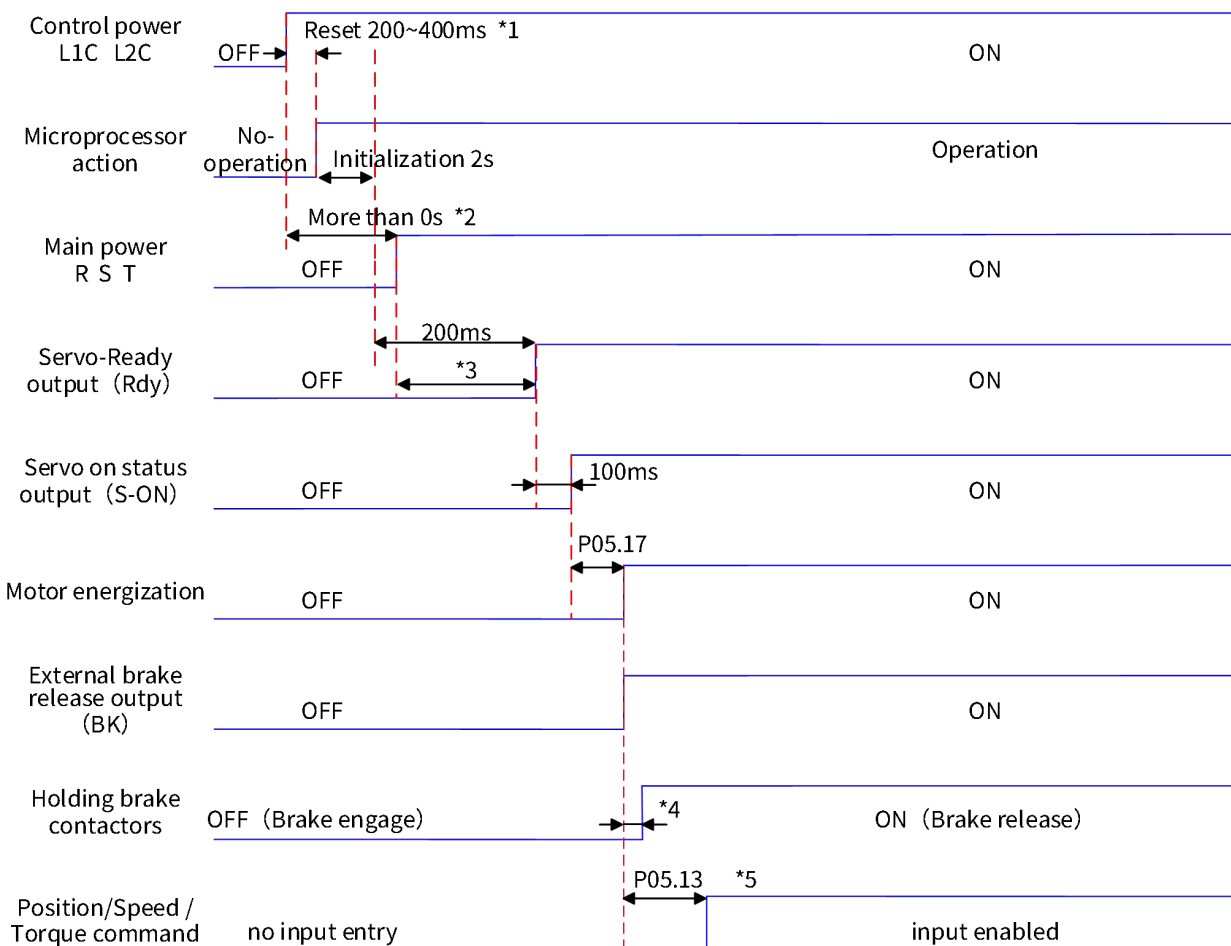 Control power
L1C L2C
OFF
Reset 200~400ms *1
ON
Microprocessor
action
No-
operation
Initialization 2s
Operation
More than 0s *2
Main power
R S T
OFF
ON
200ms
Servo-Ready
output（Rdy）
OFF
*3
ON
Servo on status
output（S-ON）
OFF
100ms
ON
P05.17
Motor energization
OFF
ON
External brake
release output
（BK）
OFF
ON
Holding brake
contactors
OFF（Brake engage）
*4
ON（Brake release）
P05.13 *5
Position/Speed /
Torque command
no input entry
input enabled